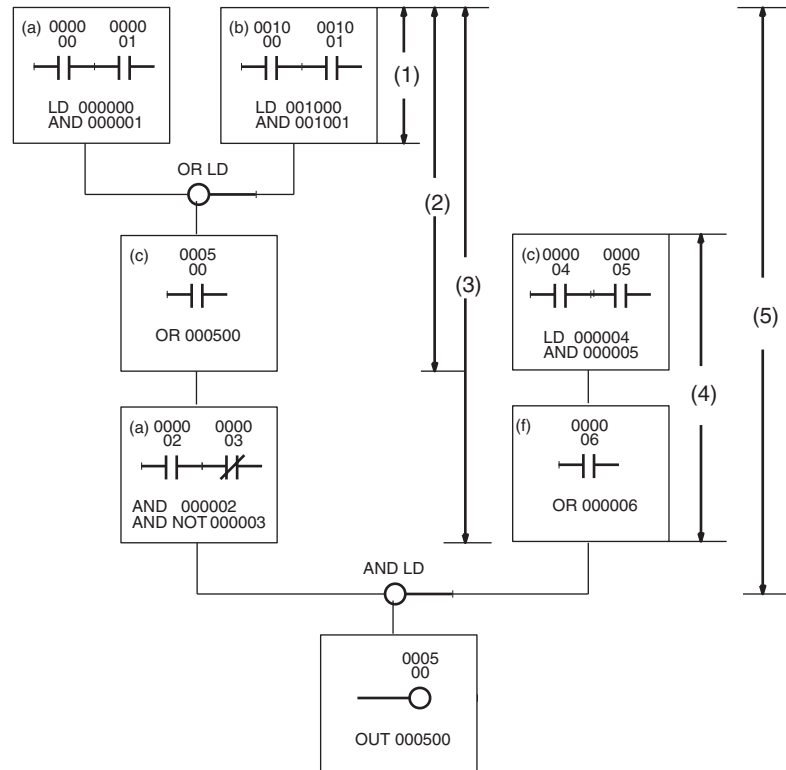 (a) 0000 0000
00 01
LD 000000
AND 000001
(b) 0010 0010
00 01
LD 001000
AND 001001
(1)
OR LD
(2)
(3)
(c) 0005
00
OR 000500
(c) 0000 0000
04 05
LD 000004
AND 000005
(4)
(5)
(a) 0000 0000
02 03
AND 000002
AND NOT 000003
(f) 0000
06
OR 000006
AND LD
0005
00
OUT 000500